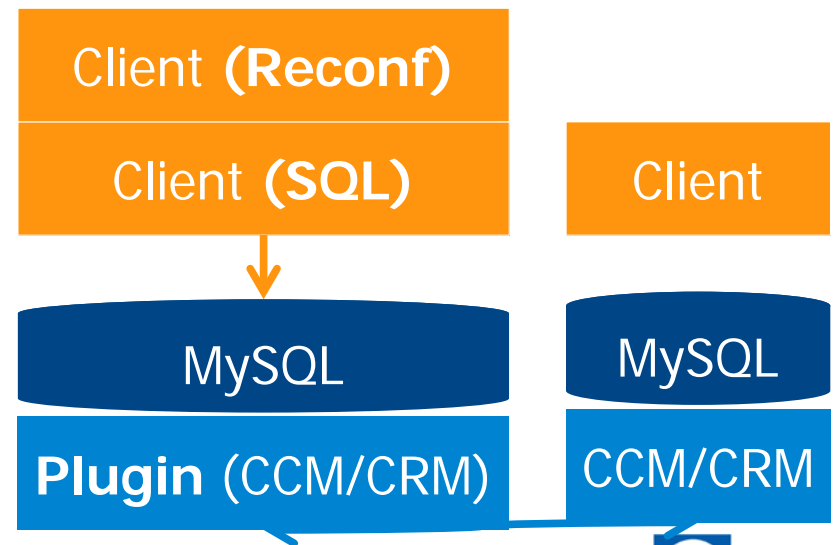 Client (Reconf)
Client (SQL)
Client
MySQL
MySQL
Plugin (CCM/CRM)
CCM/CRM